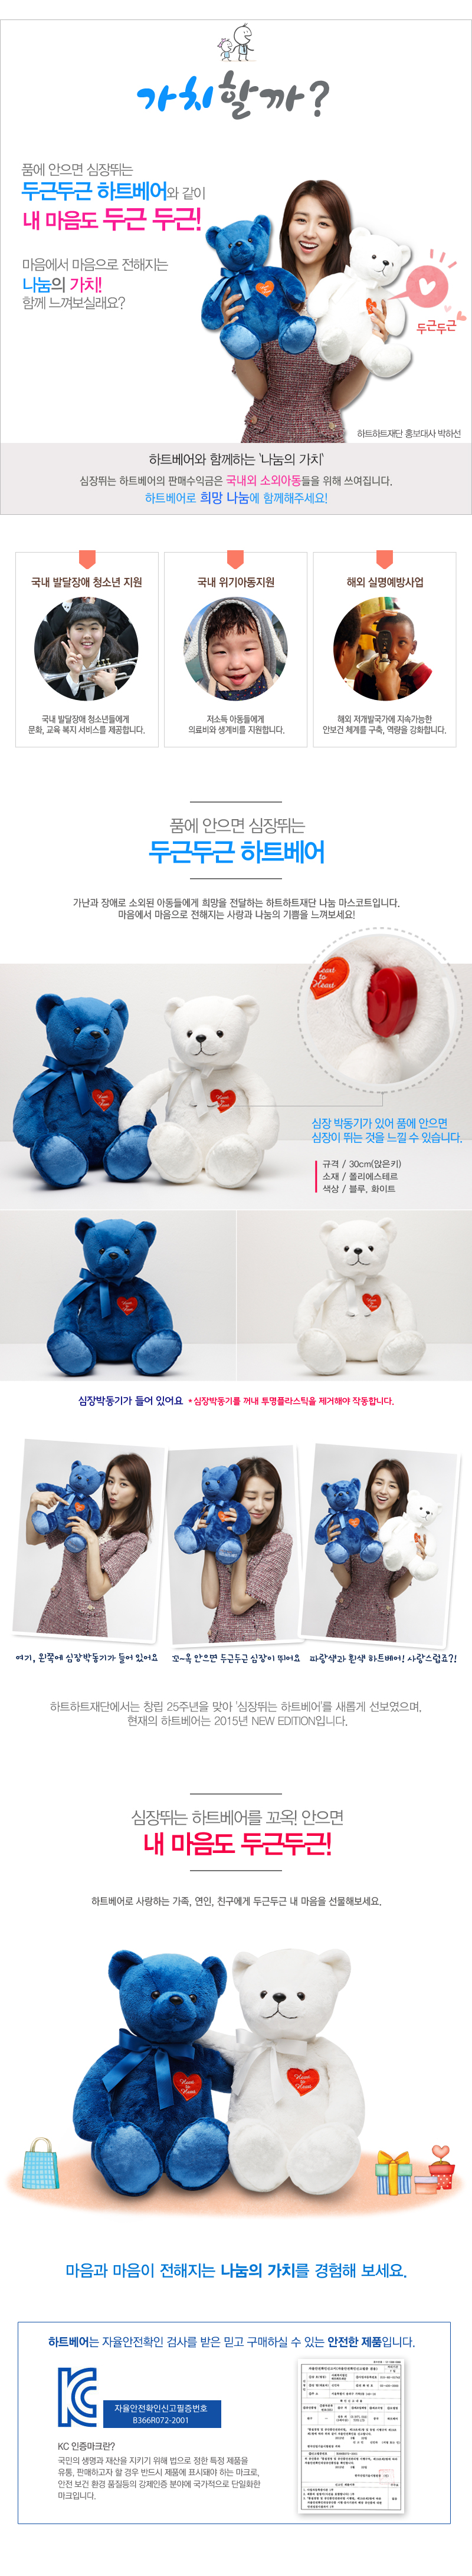 가치할까?
품에 안으면 심장뛰는
두근두근 하트베어와 같이
내 마음도 두근 두근!
마음에서 마음으로 전해지는
나눔의 가치!
함께 느껴보실래요?
두근두근
하트하트재단 홍보대사 박하선
하트베어와 함께하는 '나눔의 가치'
심장뛰는 하트베어의 판매수익금은 국내외 소외아동들을 위해 쓰여집니다.
하트베어로 희망 나눔에 함께해주세요!
국내 발달장애 청소년 지원
국내 발달장애 청소년들에게
문화, 교육 복지 서비스를 제공합니다.
국내 위기아동지원
저소득 아동들에게
의료비와 생계비를 지원합니다.
해외 실명예방사업
해외 저개발국가에 지속가능한
안보건 체계를 구축, 역량을 강화합니다.
품에 안으면 심장뛰는
두근두근 하트베어
가난과 장애로 소외된 아동들에게 희망을 전달하는 하트하트재단 나눔 마스코트입니다.
마음에서 마음으로 전해지는 사랑과 나눔의 기쁨을 느껴보세요!
Heart to Heart
심장 박동기가 있어 품에 안으면
심장이 뛰는 것을 느낄 수 있습니다.
규격 / 30cm(앉은키)
소재 / 폴리에스테르
색상 / 블루, 화이트
심장박동기가 들어 있어요 *심장박동기를 꺼내 투명플라스틱을 제거해야 작동합니다.
여기, 왼쪽에 심장박동기가 들어 있어요
꼬~옥 안으면 두근두근 심장이 뛰어요
파랑색과 흰색 하트베어! 사랑스럽죠?!
하트하트재단에서는 창립 25주년을 맞아 '심장뛰는 하트베어'를 새롭게 선보였으며,
현재의 하트베어는 2015년 NEW EDITION입니다.
심장뛰는 하트베어를 꼬옥! 안으면
내 마음도 두근두근!
하트베어로 사랑하는 가족, 연인, 친구에게 두근두근 내 마음을 선물해보세요.
Heart to Heart
Heart to Heart
마음과 마음이 전해지는 나눔의 가치를 경험해 보세요.
하트베어는 자율안전확인 검사를 받은 믿고 구매하실 수 있는 안전한 제품입니다.
자율안전확인신고필증번호
B366R072-2001
KC 인증마크란?
국민의 생명과 재산을 지키기 위해 법으로 정한 특정 제품을
유통, 판매하고자 할 경우 반드시 제품에 표시돼야 하는 마크로,
안전 보건 환경 품질등의 강제인증 분야에 국가적으로 단일화한
마크입니다.